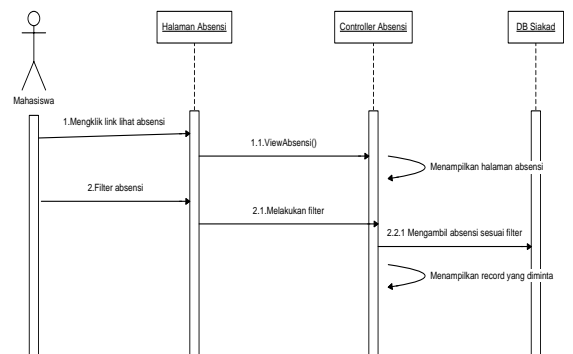 Halaman Absensi
Controller Absensi
DB Siakad
Mahasiswa
1.Mengklik link lihat absensi
1.1.ViewAbsensi()
Menampilkan halaman absensi
2.Filter absensi
2.1.Melakukan filter
2.2.1 Mengambil absensi sesuai filter
Menampilkan record yang diminta